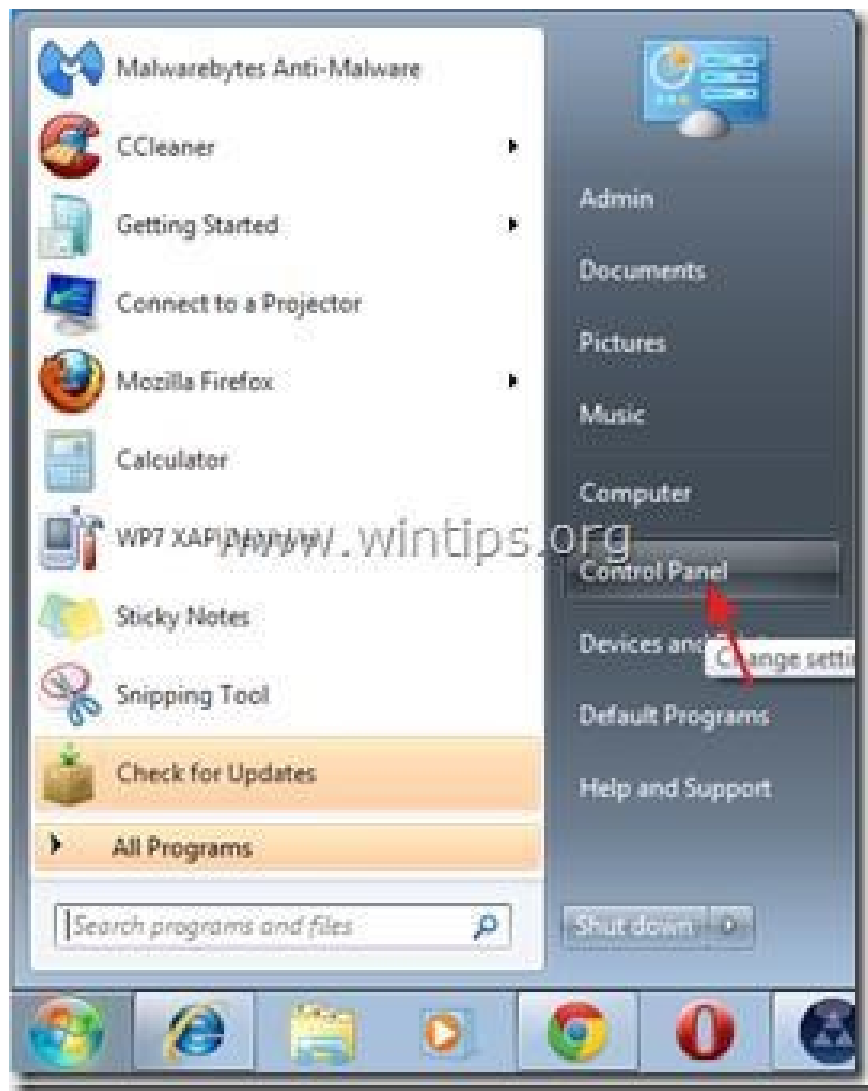 Malwarebytes Anti-Malware
CCleaner
Getting Started
Connect to a Projector
Mozilla Firefox
Calculator
WP7 XAP
Sticky Notes
Snipping Tool
Check for Updates
All Programs
Search programs and files
Admin
Documents
Pictures
Music
Computer
www.wintips.org
Control Panel
Devices and
Change setti
Default Programs
Help and Support
Shut down